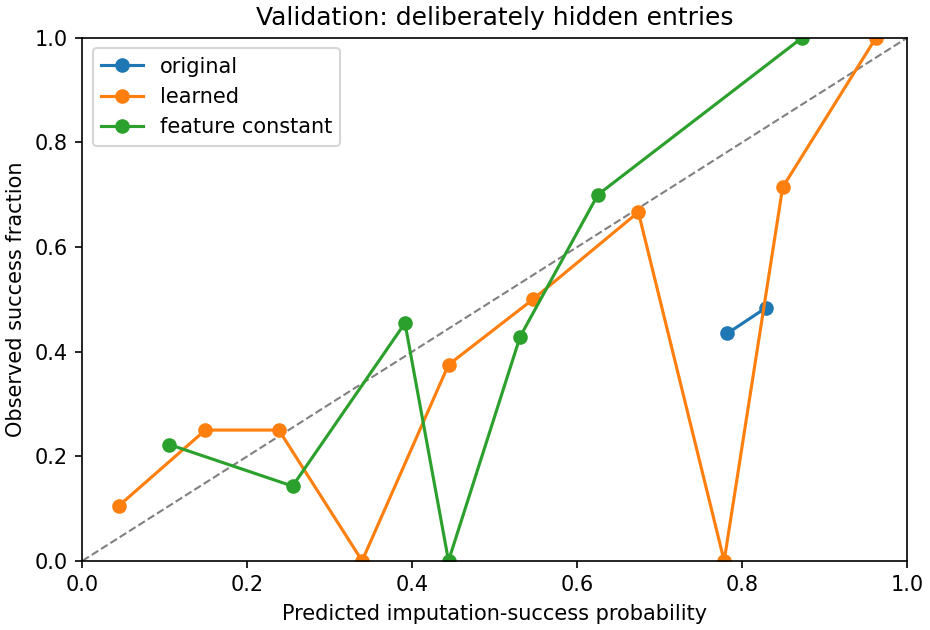 Validation: deliberately hidden entries
original
learned
feature constant
Observed success fraction
1.0
0.8
0.6
0.4
0.2
0.0
0.0 0.2 0.4 0.6 0.8 1.0
Predicted imputation-success probability